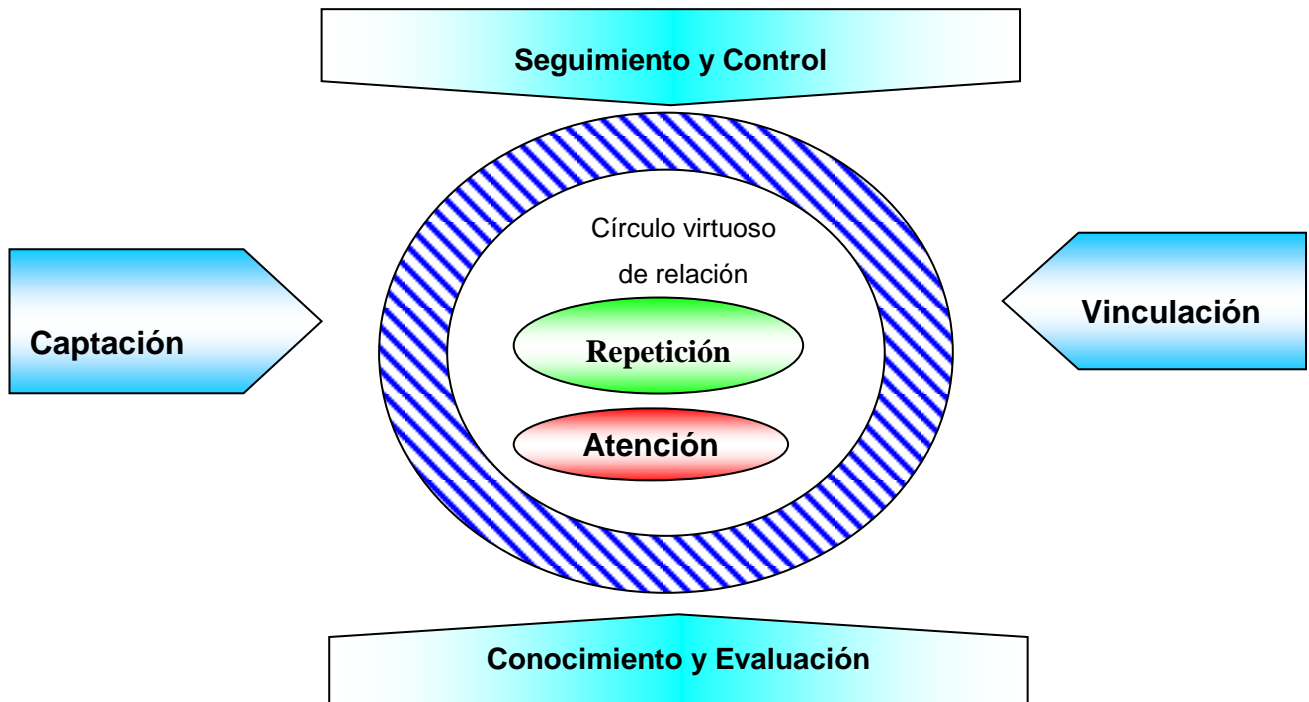 Seguimiento y Control
Círculo virtuoso
de relación
Captación
Vinculación
Repetición
Atención
Conocimiento y Evaluación